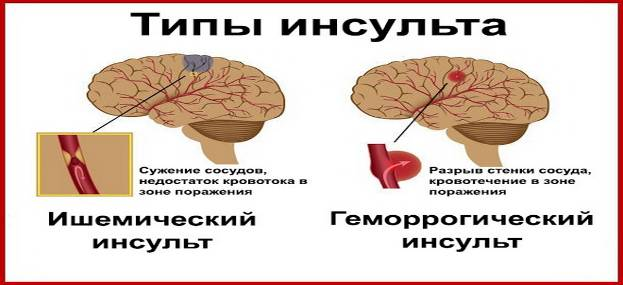 Типы инсульта
Сужение сосудов,
недостаток кровотока в
зоне поражения
Ишемический
инсульт
Разрыв стенки сосуда,
кровотечение в зоне
поражения
Геморрогический
инсульт